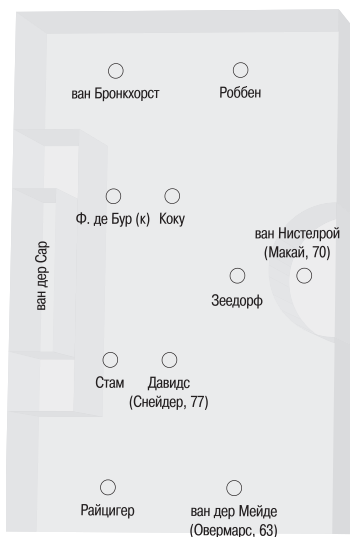 ван Бронкхорст
Роббен
Ф. де Бур (к)
Коку
ван Нистелрой
(Макай, 70)
Зеедорф
ван дер Сар
Стам
Давидс
(Снейдер, 77)
Райцигер
ван дер Мейде
(Овермарс, 63)